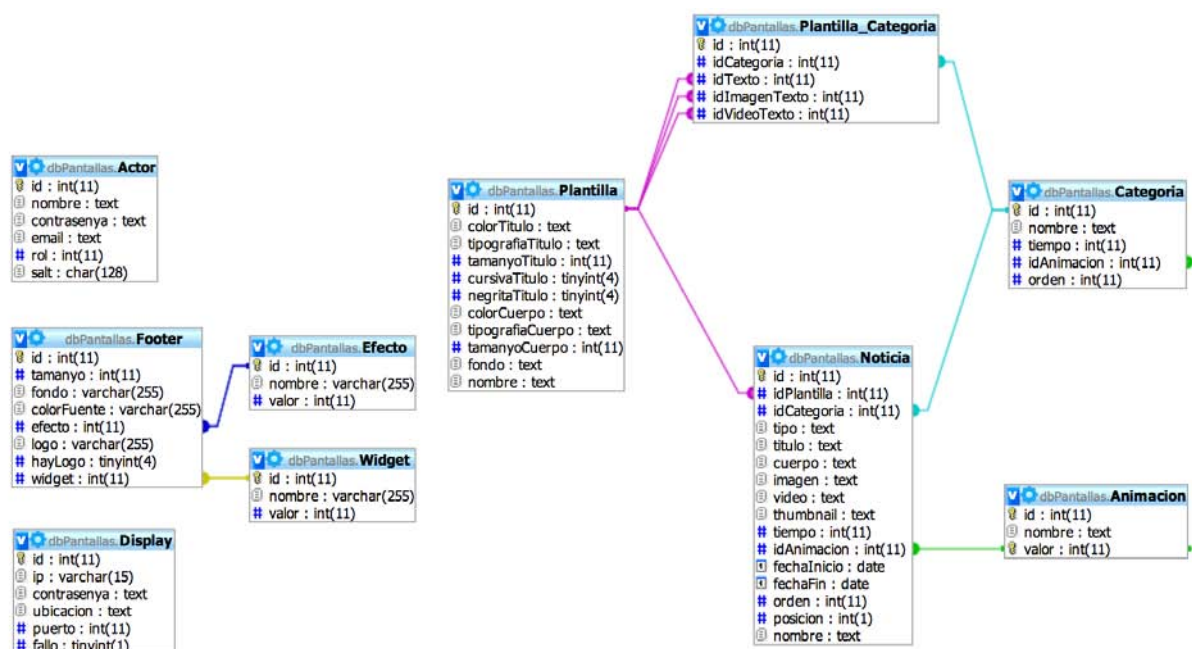 dbPantallas.Plantilla_Categoria
id : int(11)
# idCategoria : int(11)
# idTexto : int(11)
# idImagenTexto : int(11)
# idVideoTexto : int(11)
dbPantallas.Actor
id : int(11)
nombre : text
contrasenya : text
email : text
# rol : int(11)
salt : char(128)
dbPantallas.Plantilla
id : int(11)
colorTitulo : text
tipografiaTitulo : text
# tamanyoTitulo : int(11)
# cursivaTitulo : tinyint(4)
# negritaTitulo : tinyint(4)
colorCuerpo : text
tipografiaCuerpo : text
# tamanyoCuerpo : int(11)
fondo : text
nombre : text
dbPantallas.Categoria
id : int(11)
nombre : text
# tiempo : int(11)
# idAnimacion : int(11)
# orden : int(11)
dbPantallas.Footer
id : int(11)
# tamanyo : int(11)
fondo : varchar(255)
colorFuente : varchar(255)
# efecto : int(11)
logo : varchar(255)
# hayLogo : tinyint(4)
# widget : int(11)
dbPantallas.Efecto
id : int(11)
nombre : varchar(255)
# valor : int(11)
dbPantallas.Widget
id : int(11)
nombre : varchar(255)
# valor : int(11)
dbPantallas.Noticia
id : int(11)
# idPlantilla : int(11)
# idCategoria : int(11)
tipo : text
titulo : text
cuerpo : text
imagen : text
video : text
thumbnail : text
# tiempo : int(11)
# idAnimacion : int(11)
fechaInicio : date
fechaFin : date
# orden : int(11)
# posicion : int(1)
nombre : text
dbPantallas.Animacion
id : int(11)
nombre : text
valor : int(11)
dbPantallas.Display
id : int(11)
ip : varchar(15)
contrasenya : text
ubicacion : text
# puerto : int(11)
# fallo : tinyint(1)